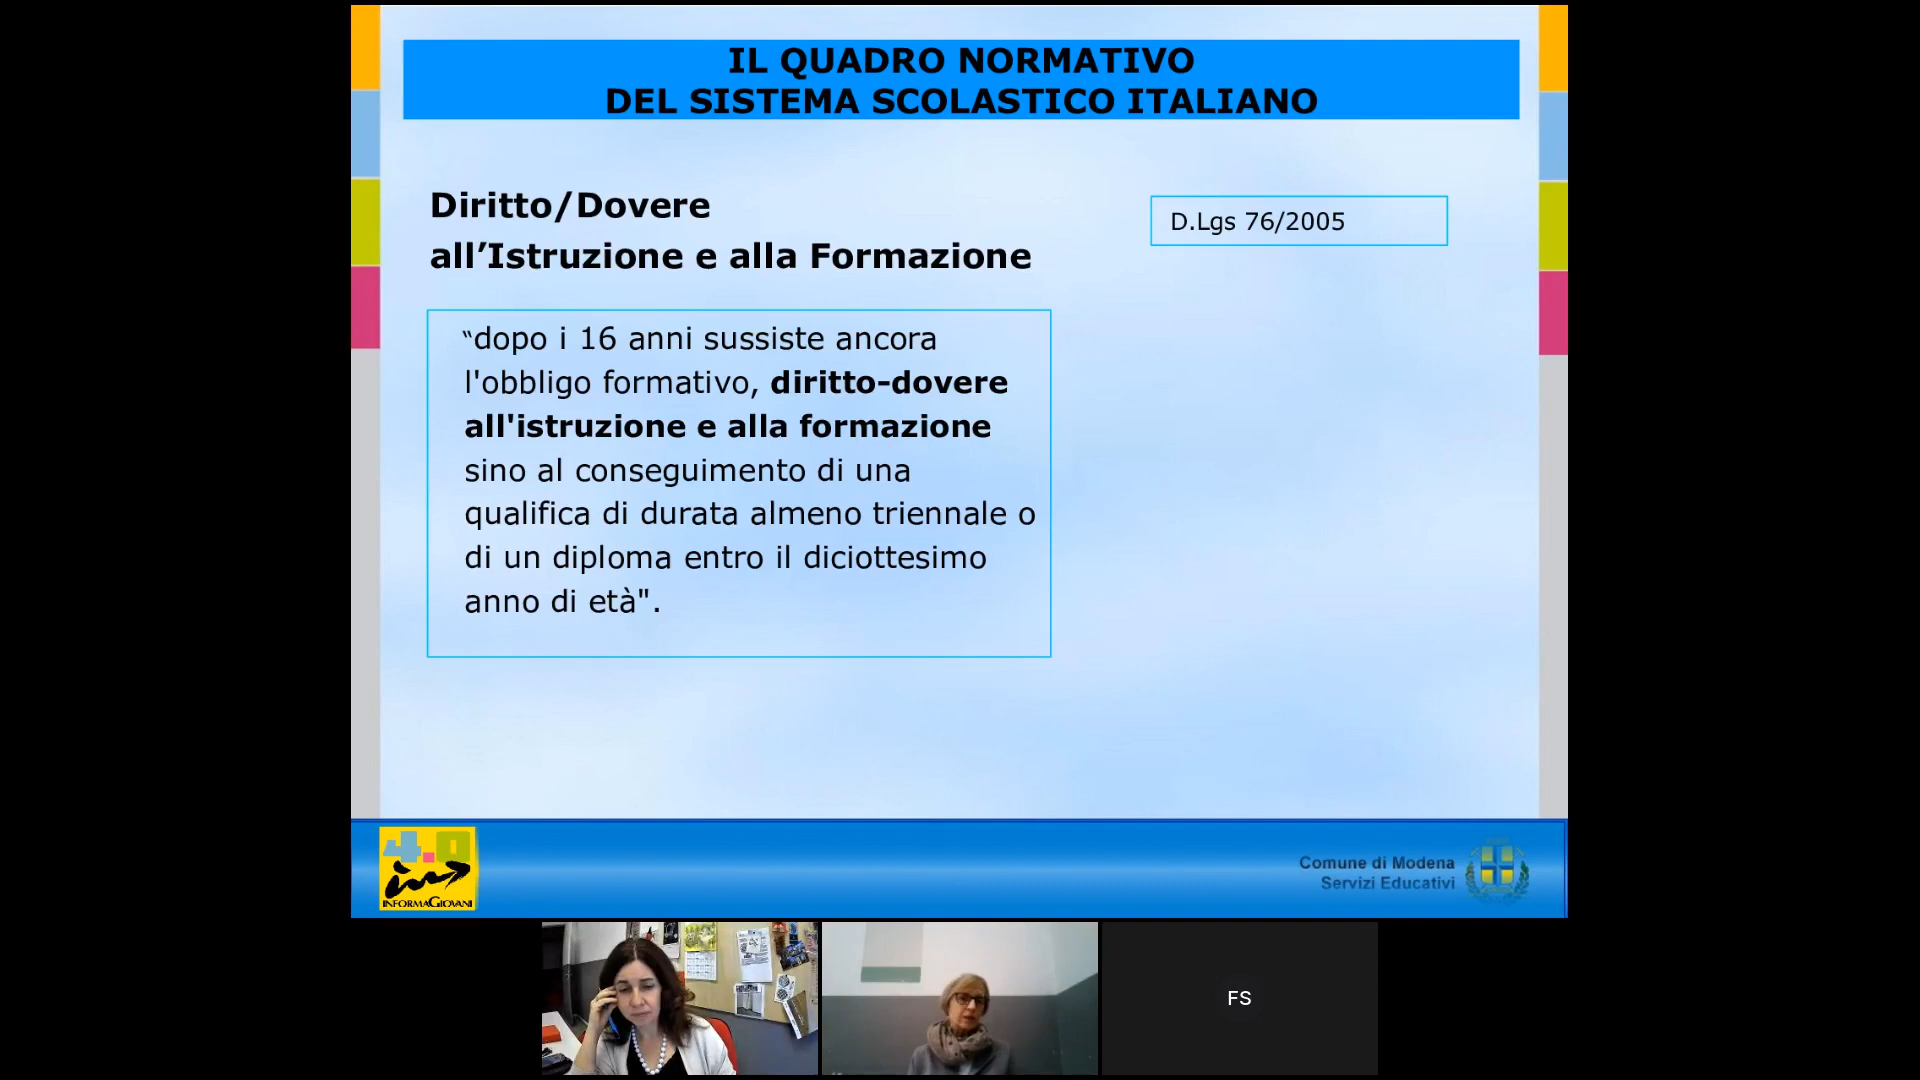 IL QUADRO NORMATIVO
DEL SISTEMA SCOLASTICO ITALIANO
Diritto/Dovere
all’Istruzione e alla Formazione
D.Lgs 76/2005
“dopo i 16 anni sussiste ancora
l'obbligo formativo, diritto-dovere
all'istruzione e alla formazione
sino al conseguimento di una
qualifica di durata almeno triennale o
di un diploma entro il diciottesimo
anno di età".
4.0
INFORMAGIOVANI
Comune di Modena
Servizi Educativi
FS